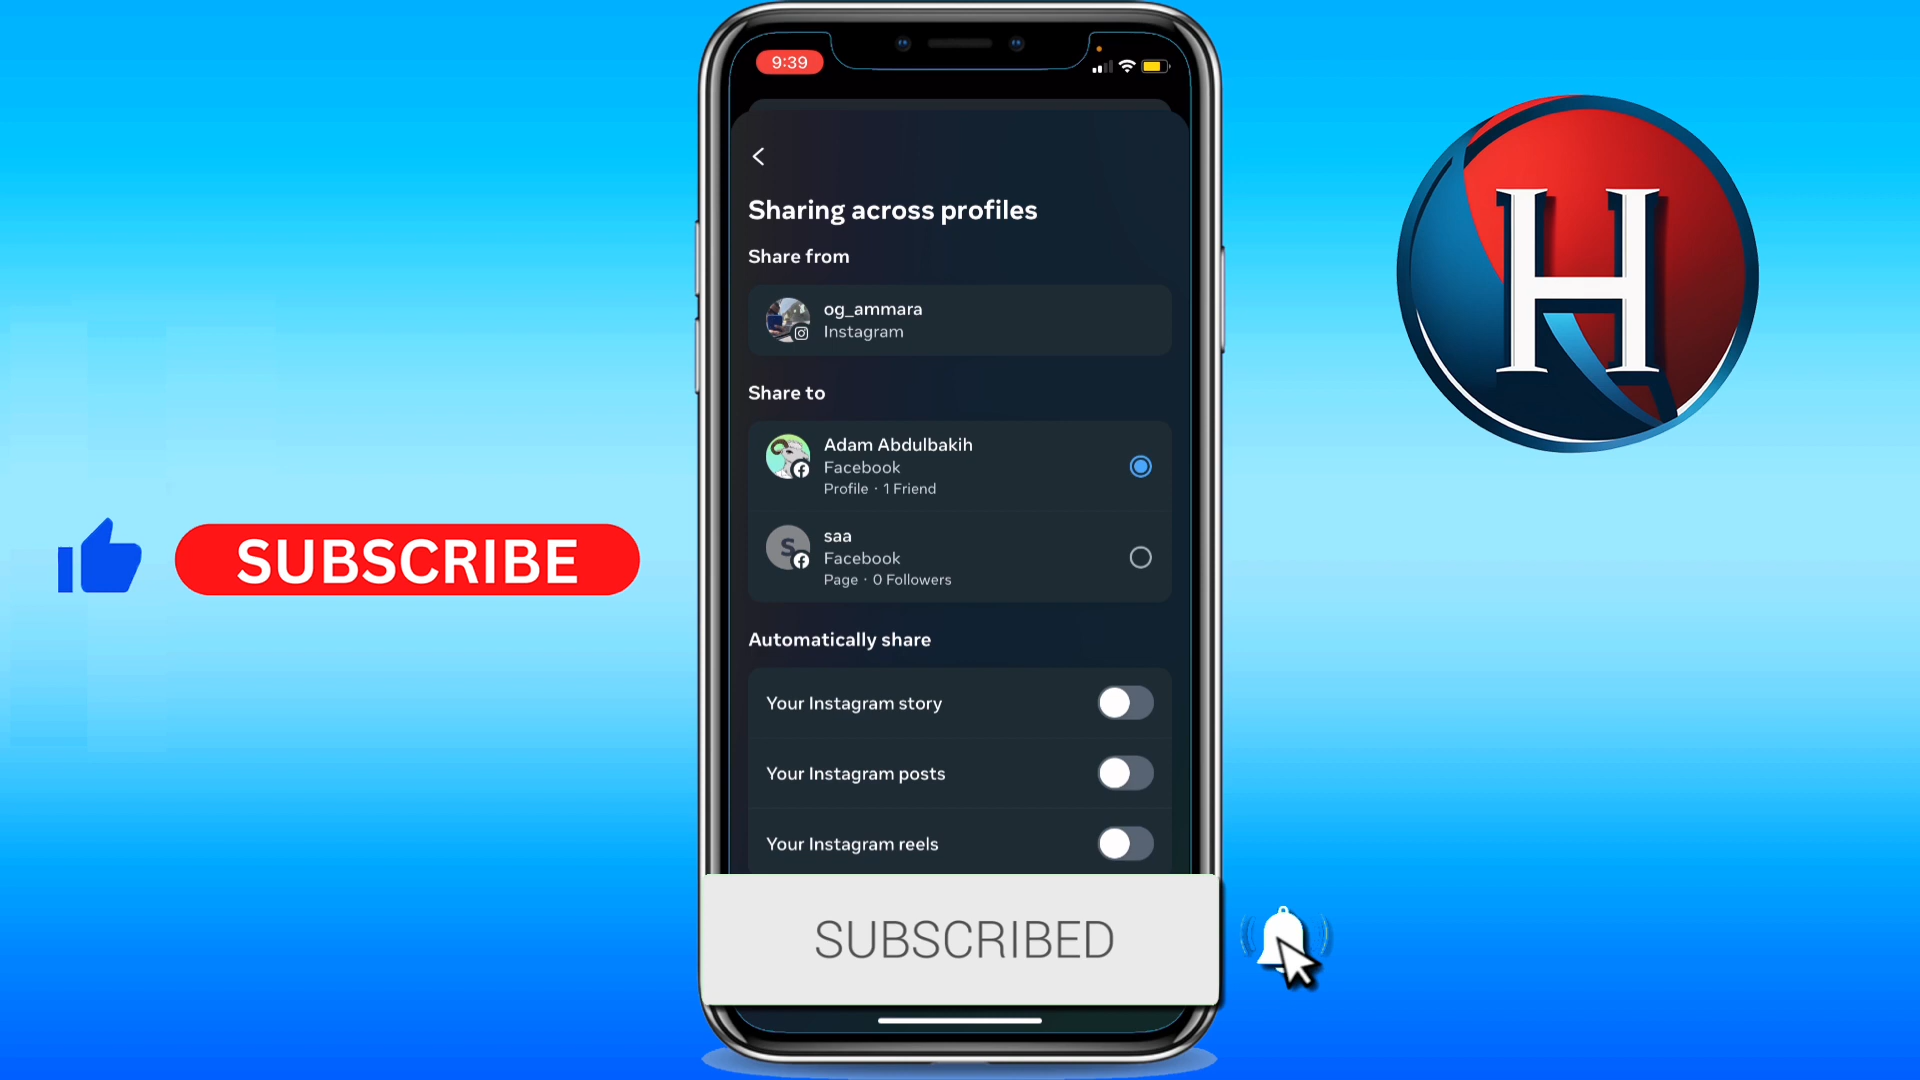 9:39
Sharing across profiles
Share from
og_ammara
Instagram
Share to
Adam Abdulbakih
Facebook
Profile · 1 Friend
S
saa
Facebook
Page · 0 Followers
Automatically share
Your Instagram story
Your Instagram posts
Your Instagram reels
SUBSCRIBE
SUBSCRIBED
H